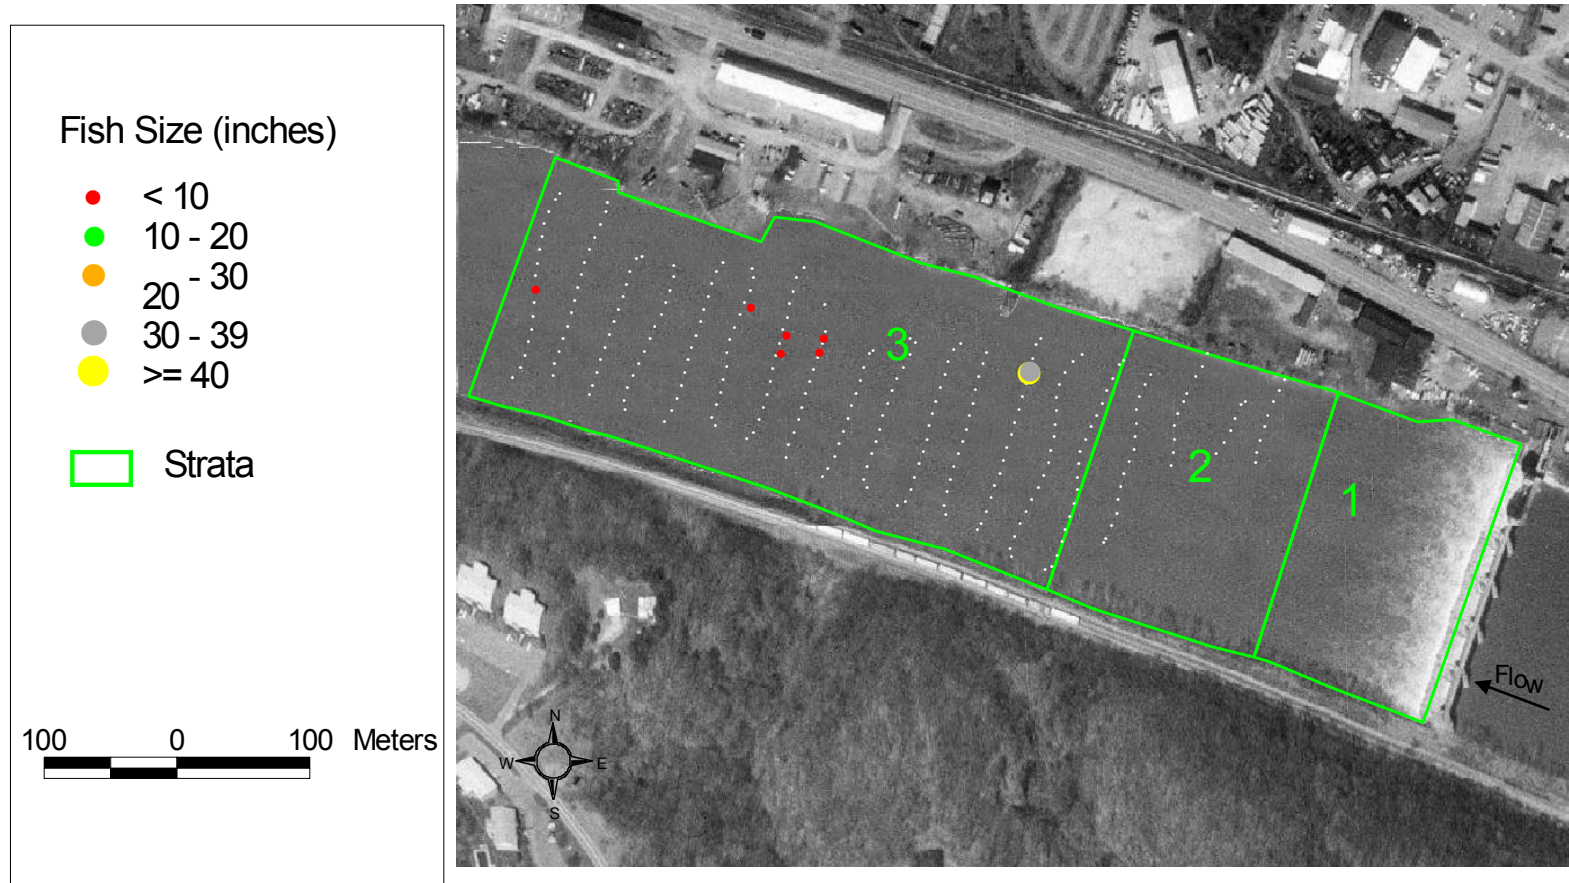 Fish Size (inches)
< 10
10 - 20
20 - 30
30 - 39
>= 40
Strata
100 0 100 Meters
3
2
1
Flow
N
W E
S